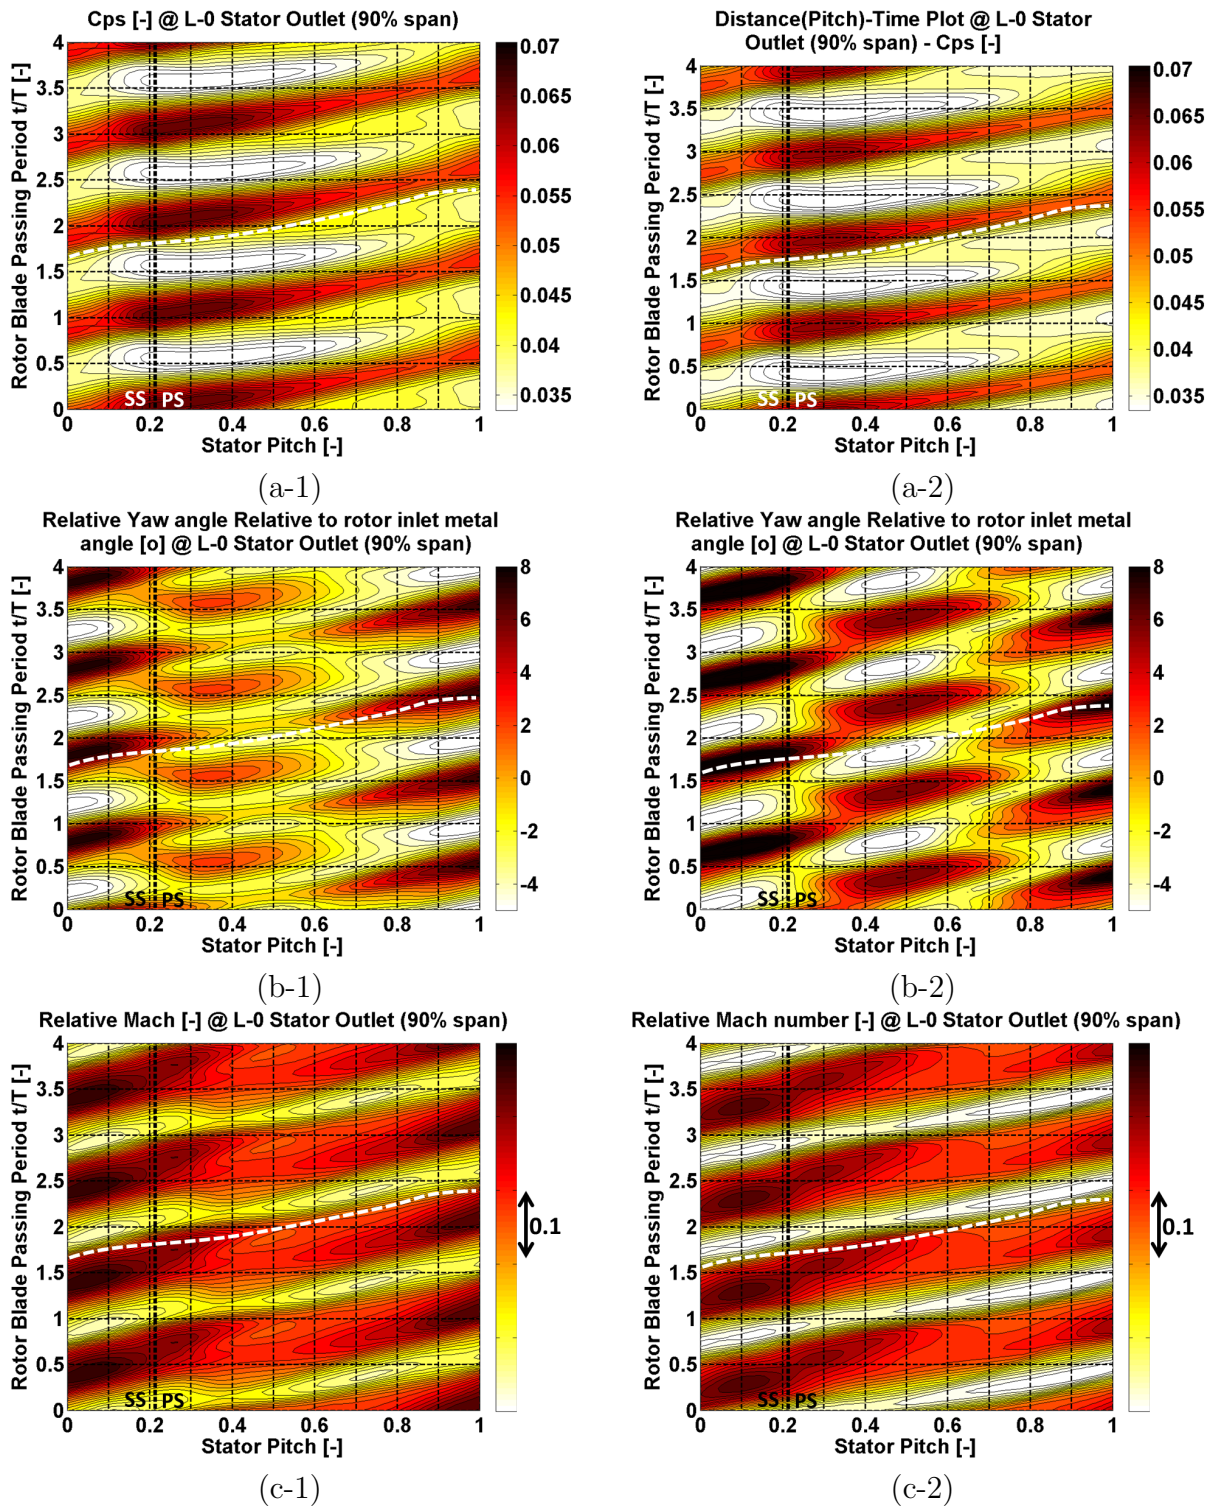 Cps [-] @ L-0 Stator Outlet (90% span)
Rotor Blade Passing Period t/T [-]
4
3.5
3
2.5
2
1.5
1
0.5
0
SS PS
0 0.2 0.4 0.6 0.8 1
Stator Pitch [-]
0.07
0.065
0.06
0.055
0.05
0.045
0.04
0.035
(a-1)
Distance(Pitch)-Time Plot @ L-0 Stator
Outlet (90% span) - Cps [-]
Rotor Blade Passing Period t/T [-]
4
3.5
3
2.5
2
1.5
1
0.5
0
SS PS
0 0.2 0.4 0.6 0.8 1
Stator Pitch [-]
0.07
0.065
0.06
0.055
0.05
0.045
0.04
0.035
(a-2)
Relative Yaw angle Relative to rotor inlet metal
angle [o] @ L-0 Stator Outlet (90% span)
Rotor Blade Passing Period t/T [-]
4
3.5
3
2.5
2
1.5
1
0.5
0
SS PS
0 0.2 0.4 0.6 0.8 1
Stator Pitch [-]
8
6
4
2
0
-2
-4
(b-1)
Relative Yaw angle Relative to rotor inlet metal
angle [o] @ L-0 Stator Outlet (90% span)
Rotor Blade Passing Period t/T [-]
4
3.5
3
2.5
2
1.5
1
0.5
0
SS PS
0 0.2 0.4 0.6 0.8 1
Stator Pitch [-]
8
6
4
2
0
-2
-4
(b-2)
Relative Mach [-] @ L-0 Stator Outlet (90% span)
Rotor Blade Passing Period t/T [-]
3.5
4
3
2.5
2
1.5
1
0.5
0
SS PS
0 0.2 0.4 0.6 0.8 1
Stator Pitch [-]
0.1
(c-1)
Relative Mach number [-] @ L-0 Stator Outlet (90% span)
Rotor Blade Passing Period t/T [-]
3.5
4
3
2.5
2
1.5
1
0.5
0
SS PS
0 0.2 0.4 0.6 0.8 1
Stator Pitch [-]
0.1
(c-2)